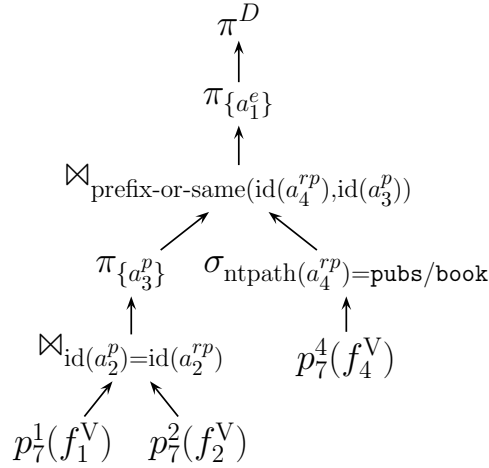 π^D
π_{a_1^e}
⋈_prefix-or-same(id(a_4^{rp}),id(a_3^p))
π_{a_3^p} σ_ntpath(a_4^{rp})=pubs/book
⋈_id(a_2^p)=id(a_2^{rp}) p_7^4(f_4^V)
p_7^1(f_1^V) p_7^2(f_2^V)